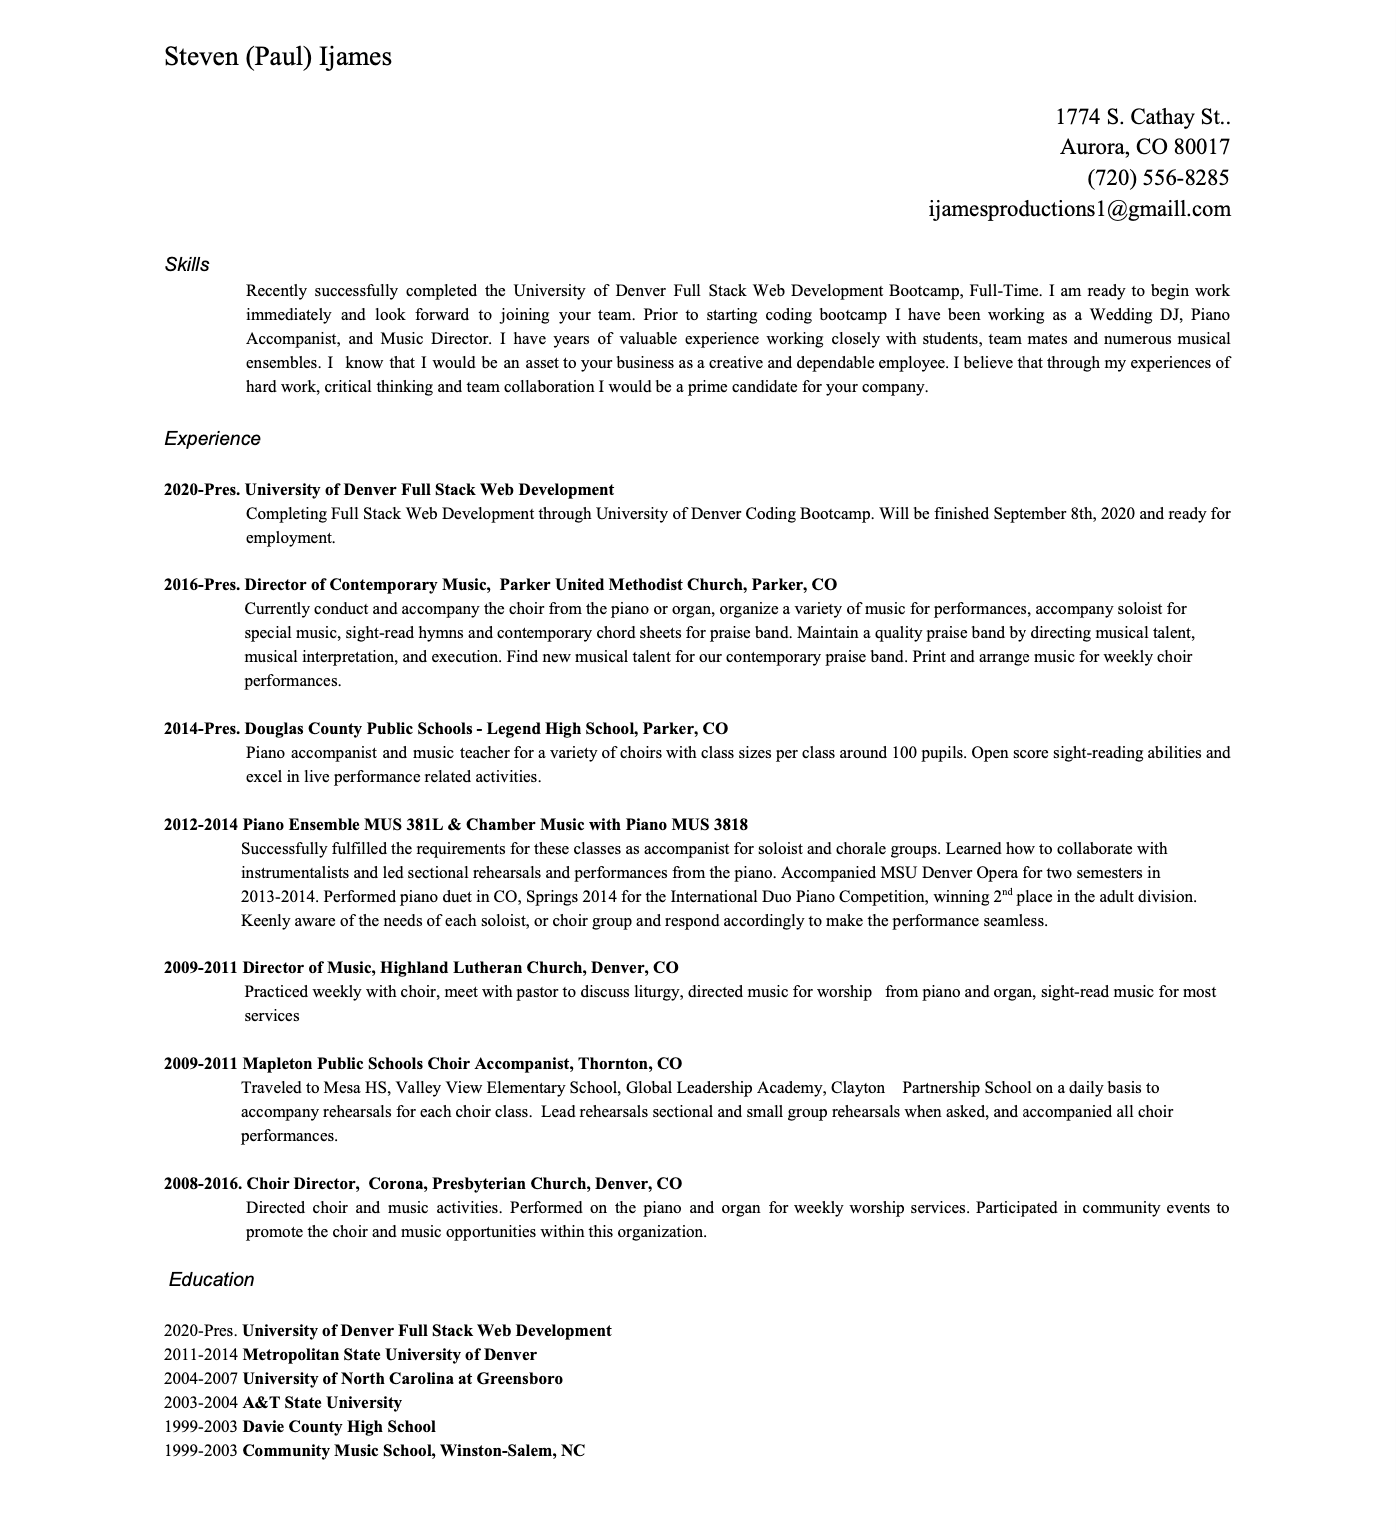 Steven (Paul) Ijames
1774 S. Cathay St..
Aurora, CO 80017
(720) 556-8285
ijamesproductions1@gmaill.com
Skills
Recently successfully completed the University of Denver Full Stack Web Development Bootcamp, Full-Time. I am ready to begin work
immediately and look forward to joining your team. Prior to starting coding bootcamp I have been working as a Wedding DJ, Piano
Accompanist, and Music Director. I have years of valuable experience working closely with students, team mates and numerous musical
ensembles. I know that I would be an asset to your business as a creative and dependable employee. I believe that through my experiences of
hard work, critical thinking and team collaboration I would be a prime candidate for your company.
Experience
2020-Pres. University of Denver Full Stack Web Development
Completing Full Stack Web Development through University of Denver Coding Bootcamp. Will be finished September 8th, 2020 and ready for
employment.
2016-Pres. Director of Contemporary Music, Parker United Methodist Church, Parker, CO
Currently conduct and accompany the choir from the piano or organ, organize a variety of music for performances, accompany soloist for
special music, sight-read hymns and contemporary chord sheets for praise band. Maintain a quality praise band by directing musical talent,
musical interpretation, and execution. Find new musical talent for our contemporary praise band. Print and arrange music for weekly choir
performances.
2014-Pres. Douglas County Public Schools - Legend High School, Parker, CO
Piano accompanist and music teacher for a variety of choirs with class sizes per class around 100 pupils. Open score sight-reading abilities and
excel in live performance related activities.
2012-2014 Piano Ensemble MUS 381L & Chamber Music with Piano MUS 3818
Successfully fulfilled the requirements for these classes as accompanist for soloist and chorale groups. Learned how to collaborate with
instrumentalists and led sectional rehearsals and performances from the piano. Accompanied MSU Denver Opera for two semesters in
2013-2014. Performed piano duet in CO, Springs 2014 for the International Duo Piano Competition, winning 2nd place in the adult division.
Keenly aware of the needs of each soloist, or choir group and respond accordingly to make the performance seamless.
2009-2011 Director of Music, Highland Lutheran Church, Denver, CO
Practiced weekly with choir, meet with pastor to discuss liturgy, directed music for worship from piano and organ, sight-read music for most
services
2009-2011 Mapleton Public Schools Choir Accompanist, Thornton, CO
Traveled to Mesa HS, Valley View Elementary School, Global Leadership Academy, Clayton Partnership School on a daily basis to
accompany rehearsals for each choir class. Lead rehearsals sectional and small group rehearsals when asked, and accompanied all choir
performances.
2008-2016. Choir Director, Corona, Presbyterian Church, Denver, CO
Directed choir and music activities. Performed on the piano and organ for weekly worship services. Participated in community events to
promote the choir and music opportunities within this organization.
Education
2020-Pres. University of Denver Full Stack Web Development
2011-2014 Metropolitan State University of Denver
2004-2007 University of North Carolina at Greensboro
2003-2004 A&T State University
1999-2003 Davie County High School
1999-2003 Community Music School, Winston-Salem, NC